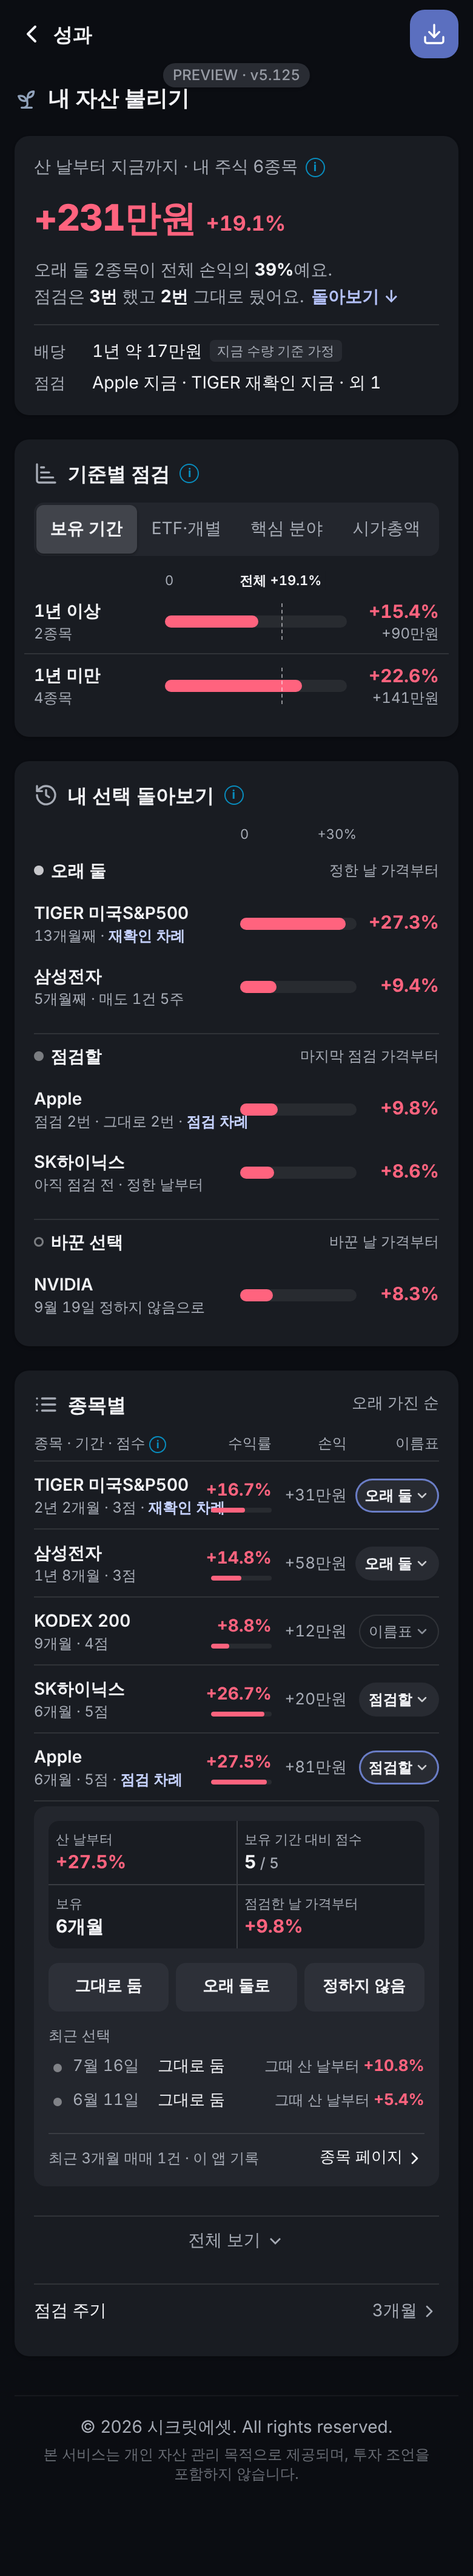 성과
PREVIEW · v5.125
내 자산 불리기
산 날부터 지금까지 · 내 주식 6종목
+231만원 +19.1%
오래 둘 2종목이 전체 손익의 39%예요.
점검은 3번 했고 2번 그대로 뒀어요. 돌아보기 ↓
배당 1년 약 17만원 지금 수량 기준 가정
점검 Apple 지금 · TIGER 재확인 지금 · 외 1
기준별 점검
보유 기간 ETF·개별 핵심 분야 시가총액
0 전체 +19.1%
1년 이상 +15.4%
2종목 +90만원
1년 미만 +22.6%
4종목 +141만원
내 선택 돌아보기
0 +30%
오래 둘 정한 날 가격부터
TIGER 미국S&P500 +27.3%
13개월째 · 재확인 차례
삼성전자 +9.4%
5개월째 · 매도 1건 5주
점검할 마지막 점검 가격부터
Apple +9.8%
점검 2번 · 그대로 2번 · 점검 차례
SK하이닉스 +8.6%
아직 점검 전 · 정한 날부터
바꾼 선택 바꾼 날 가격부터
NVIDIA +8.3%
9월 19일 정하지 않음으로
종목별 오래 가진 순
종목 · 기간 · 점수 수익률 손익 이름표
TIGER 미국S&P500 +16.7% +31만원 오래 둘
2년 2개월 · 3점 · 재확인 차례
삼성전자 +14.8% +58만원 오래 둘
1년 8개월 · 3점
KODEX 200 +8.8% +12만원 이름표
9개월 · 4점
SK하이닉스 +26.7% +20만원 점검할
6개월 · 5점
Apple +27.5% +81만원 점검할
6개월 · 5점 · 점검 차례
산 날부터 보유 기간 대비 점수
+27.5% 5 / 5
보유 점검한 날 가격부터
6개월 +9.8%
그대로 둠 오래 둘로 정하지 않음
최근 선택
7월 16일 그대로 둠 그때 산 날부터 +10.8%
6월 11일 그대로 둠 그때 산 날부터 +5.4%
최근 3개월 매매 1건 · 이 앱 기록 종목 페이지
전체 보기
점검 주기 3개월
© 2026 시크릿에셋. All rights reserved.
본 서비스는 개인 자산 관리 목적으로 제공되며, 투자 조언을
포함하지 않습니다.